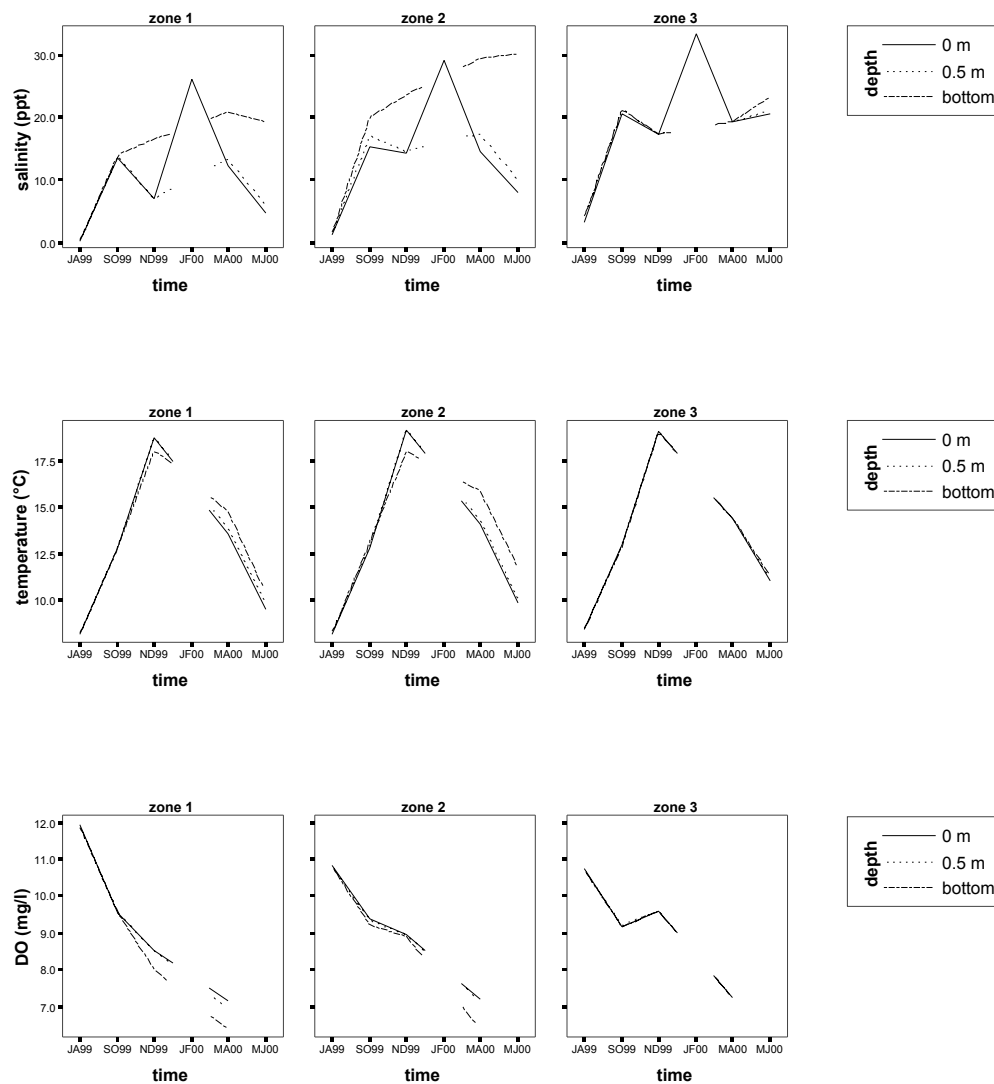 zone 1 zone 2 zone 3
30.0
20.0
10.0
0.0
salinity (ppt)
JA99 SO99 ND99 JF00 MA00 MJ00 JA99 SO99 ND99 JF00 MA00 MJ00 JA99 SO99 ND99 JF00 MA00 MJ00
time time time
depth
0 m
0.5 m
bottom
zone 1 zone 2 zone 3
17.5
15.0
12.5
10.0
temperature (°C)
JA99 SO99 ND99 JF00 MA00 MJ00 JA99 SO99 ND99 JF00 MA00 MJ00 JA99 SO99 ND99 JF00 MA00 MJ00
time time time
depth
0 m
0.5 m
bottom
zone 1 zone 2 zone 3
12.0
11.0
10.0
9.0
8.0
7.0
DO (mg/l)
JA99 SO99 ND99 JF00 MA00 MJ00 JA99 SO99 ND99 JF00 MA00 MJ00 JA99 SO99 ND99 JF00 MA00 MJ00
time time time
depth
0 m
0.5 m
bottom